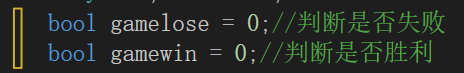 bool gamelose = 0;//判断是否失败
bool gamewin = 0;//判断是否胜利